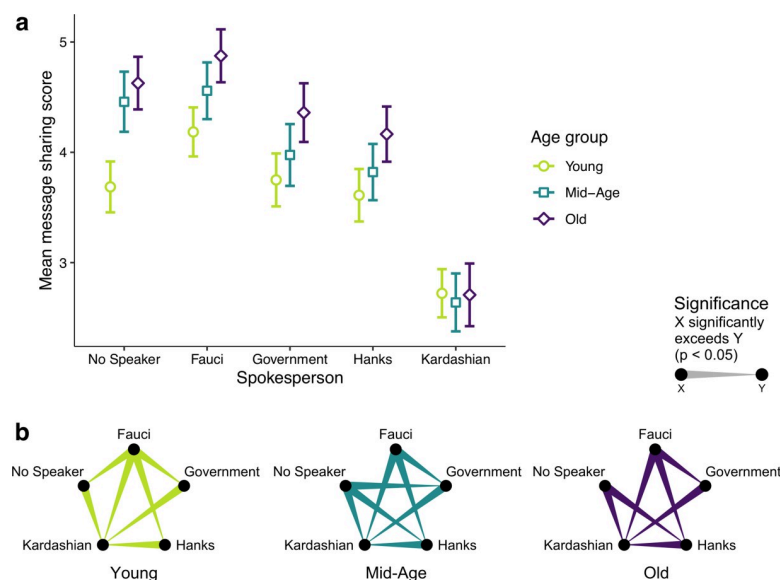 a
Mean message sharing score
5
4
3
No Speaker
Fauci
Government
Hanks
Kardashian
Spokesperson
Age group
Young
Mid-Age
Old
Significance
X significantly
exceeds Y
(p < 0.05)
X
Y
b
Fauci
No Speaker
Government
Kardashian
Hanks
Young
Fauci
No Speaker
Government
Kardashian
Hanks
Mid-Age
Fauci
No Speaker
Government
Kardashian
Hanks
Old